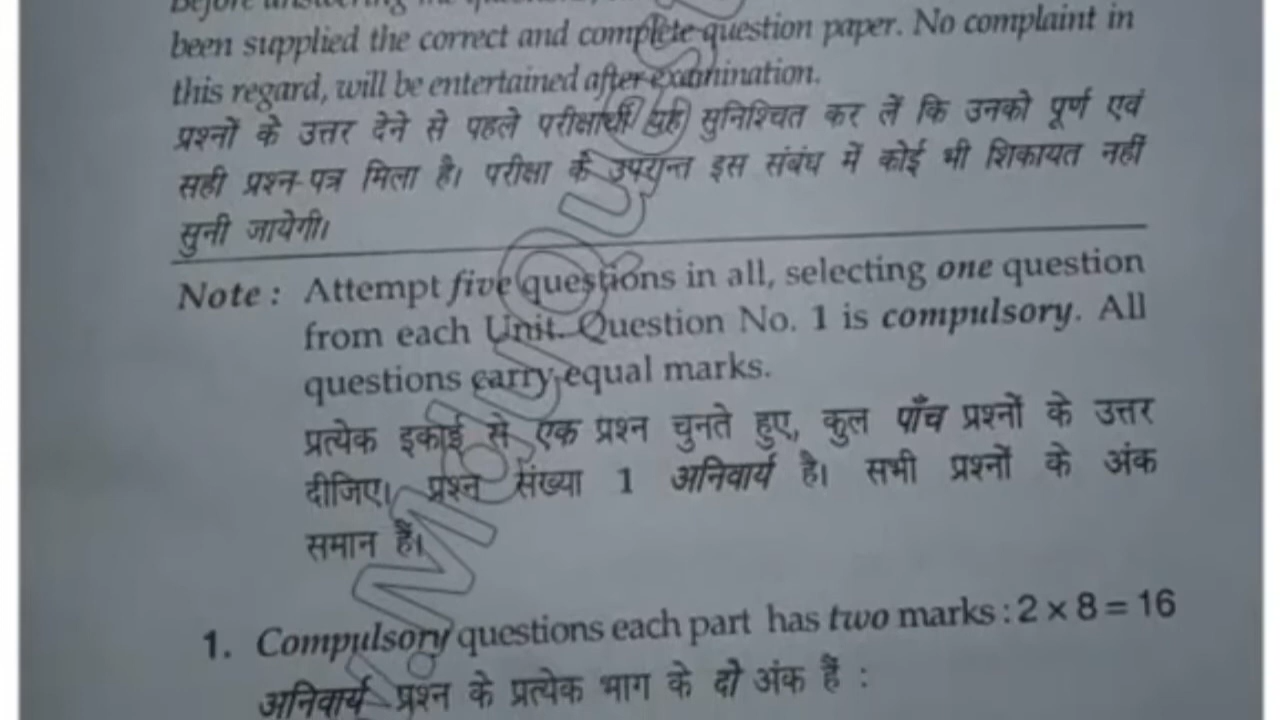 Before answering the questions,
been supplied the correct and complete question paper. No complaint in
this regard, will be entertained after examination.
प्रश्नों के उत्तर देने से पहले परीक्षार्थी यह सुनिश्चित कर लें कि उनको पूर्ण एवं
सही प्रश्न-पत्र मिला है। परीक्षा के उपरान्त इस संबंध में कोई भी शिकायत नहीं
सुनी जायेगी।
Note : Attempt five questions in all, selecting one question
from each Unit. Question No. 1 is compulsory. All
questions carry equal marks.
प्रत्येक इकाई से एक प्रश्न चुनते हुए, कुल पाँच प्रश्नों के उत्तर
दीजिए। प्रश्न संख्या 1 अनिवार्य है। सभी प्रश्नों के अंक
समान हैं।
1. Compulsory questions each part has two marks : 2 × 8 = 16
अनिवार्य प्रश्न के प्रत्येक भाग के दो अंक हैं :